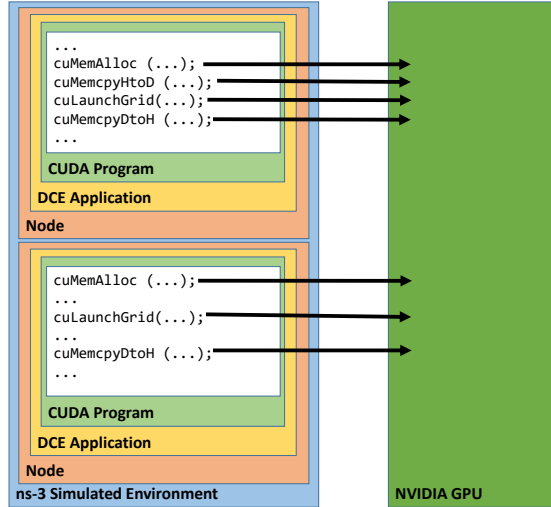 ...
cuMemAlloc (...);
cuMemcpyHtoD (...);
cuLaunchGrid(...);
cuMemcpyDtoH (...);
...
CUDA Program
DCE Application
Node
cuMemAlloc (...);
...
cuLaunchGrid(...);
...
cuMemcpyDtoH (...);
...
CUDA Program
DCE Application
Node
ns-3 Simulated Environment
NVIDIA GPU